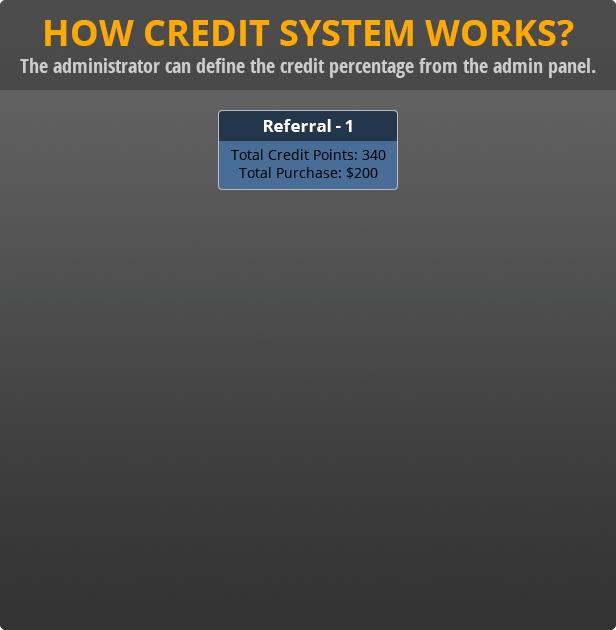 HOW CREDIT SYSTEM WORKS?
The administrator can define the credit percentage from the admin panel.
Referral - 1
Total Credit Points: 340
Total Purchase: $200